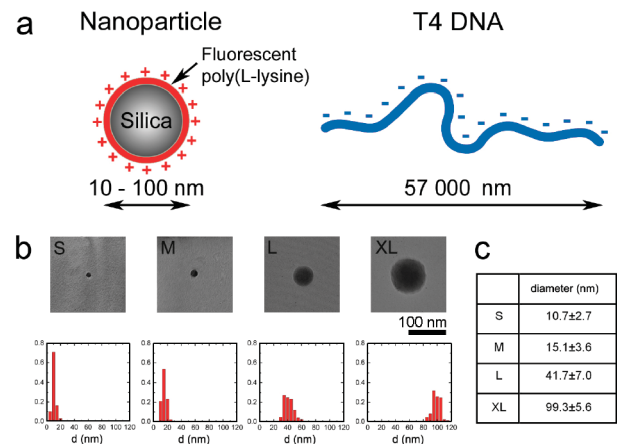 a
Nanoparticle
T4 DNA
Fluorescent
poly(L-lysine)
Silica
10 - 100 nm
57 000 nm
b
S
M
L
XL
100 nm
0.8
0.6
0.4
0.2
0.0
0 20 40 60 80 100 120
d (nm)
0.8
0.6
0.4
0.2
0.0
0 20 40 60 80 100 120
d (nm)
0.8
0.6
0.4
0.2
0.0
0 20 40 60 80 100 120
d (nm)
0.8
0.6
0.4
0.2
0.0
0 20 40 60 80 100 120
d (nm)
c
diameter (nm)
S 10.7±2.7
M 15.1±3.6
L 41.7±7.0
XL 99.3±5.6